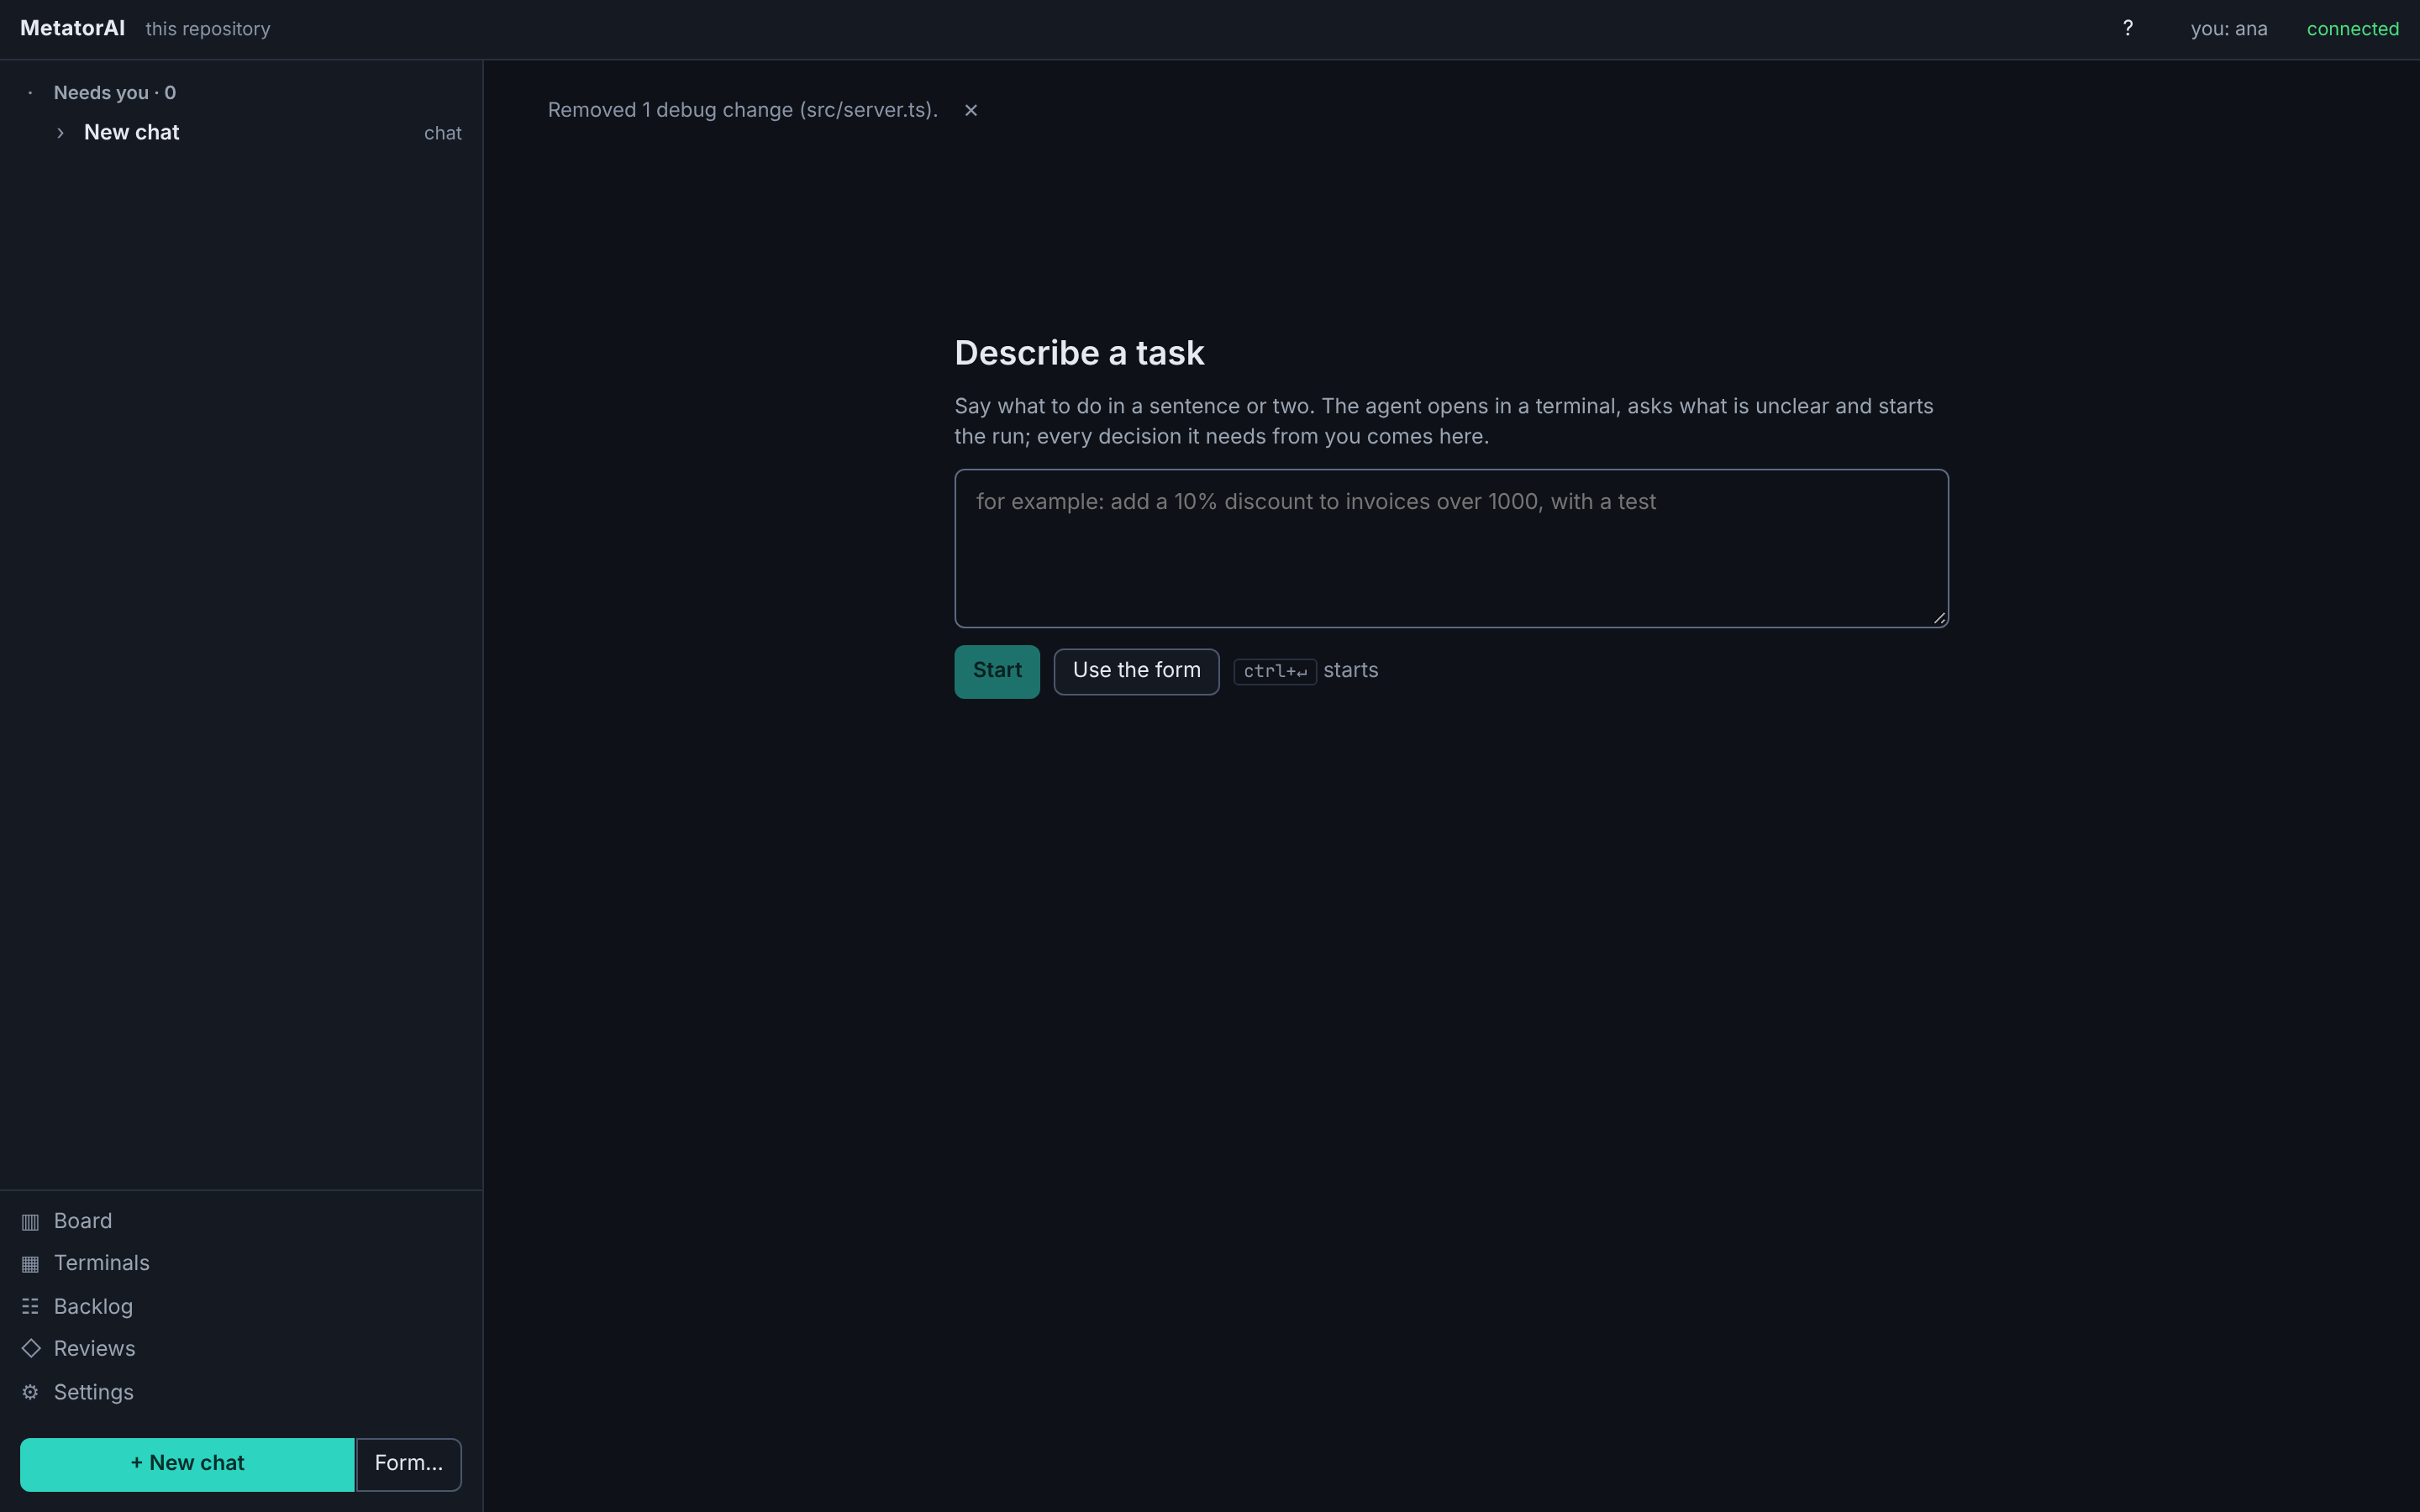 MetatorAI this repository ? you: ana connected
· Needs you · 0
› New chat chat
Removed 1 debug change (src/server.ts). ✕
Describe a task
Say what to do in a sentence or two. The agent opens in a terminal, asks what is unclear and starts
the run; every decision it needs from you comes here.
for example: add a 10% discount to invoices over 1000, with a test
Start Use the form ctrl+↵ starts
Board
Terminals
Backlog
Reviews
Settings
+ New chat Form...